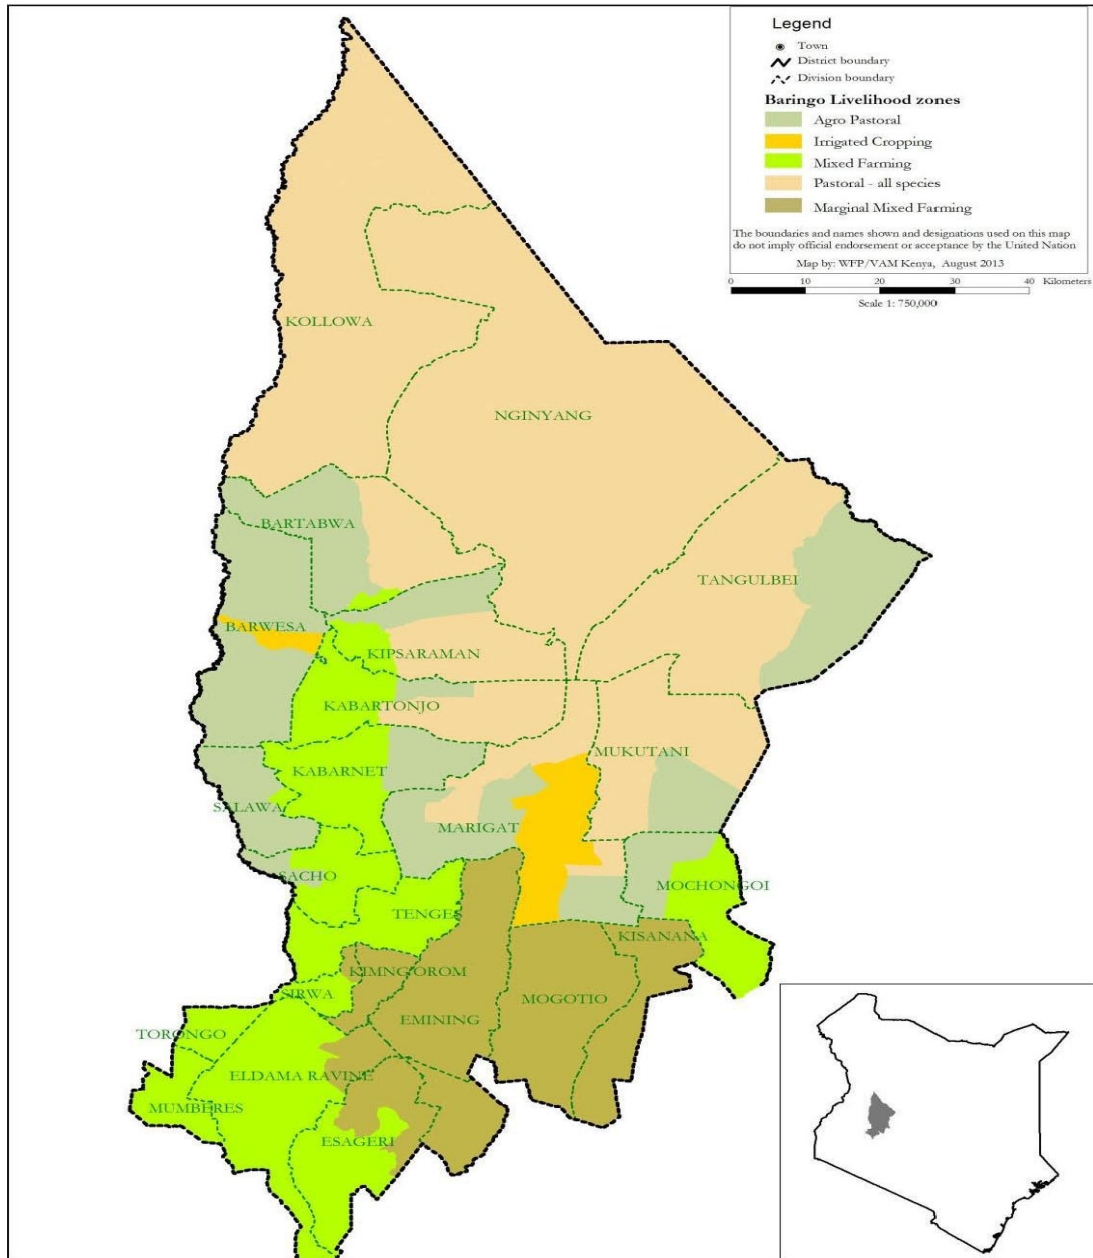 Legend
Town
District boundary
Division boundary
Baringo Livelihood zones
Agro Pastoral
Irrigated Cropping
Mixed Farming
Pastoral - all species
Marginal Mixed Farming
The boundaries and names shown and designations used on this map
do not imply official endorsement or acceptance by the United Nation
Map by: WFP/VAM Kenya, August 2013
0 10 20 30 40 Kilometers
Scale 1: 750,000
KOLLOWA
NGINYANG
BARTABWA
TANGULBEI
BARWESA
KIPSARAMAN
KABARTONJO
MUKUTANI
KABARNET
SALAWA
MARIGAT
SACHO
MOCHONGOI
TENGES
KISANANA
KIMNG'OROM
SIRWA
MOGOTIO
EMINING
TORONGO
ELDAMA RAVINE
MUMBERES
ESAGERI